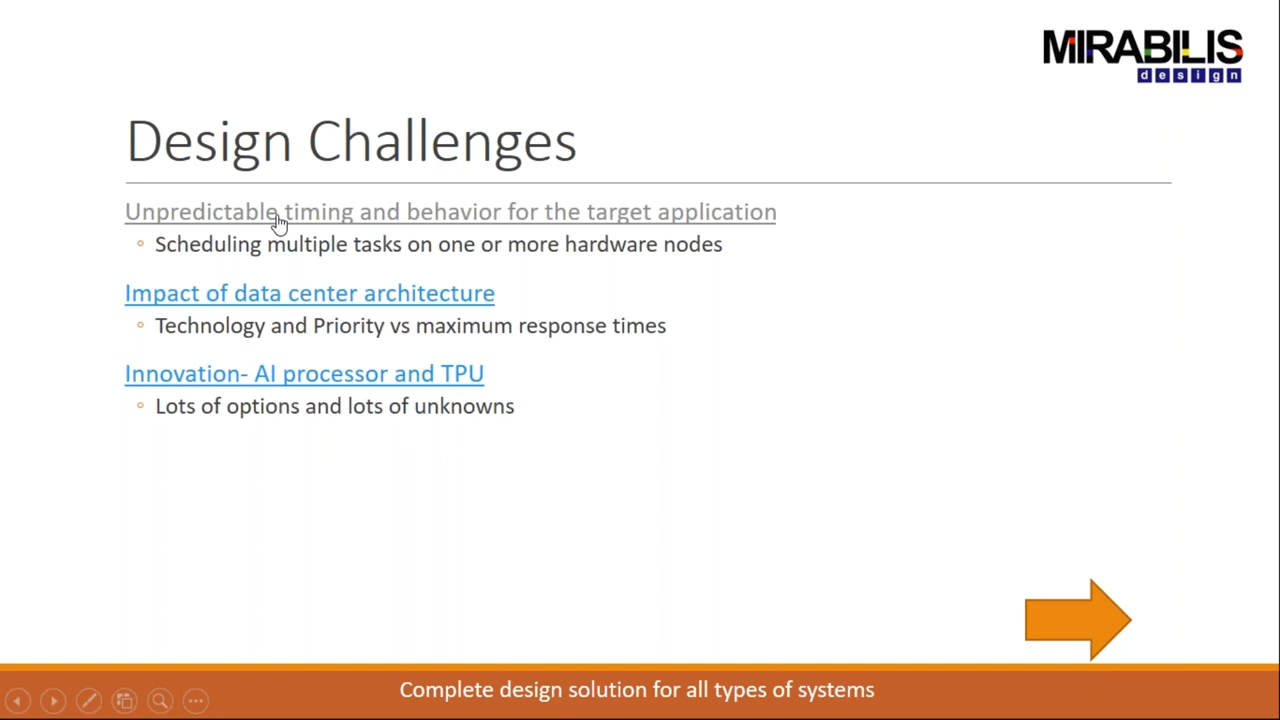 MIRABILIS
design
Design Challenges
Unpredictable timing and behavior for the target application
Scheduling multiple tasks on one or more hardware nodes
Impact of data center architecture
Technology and Priority vs maximum response times
Innovation- AI processor and TPU
Lots of options and lots of unknowns
Complete design solution for all types of systems